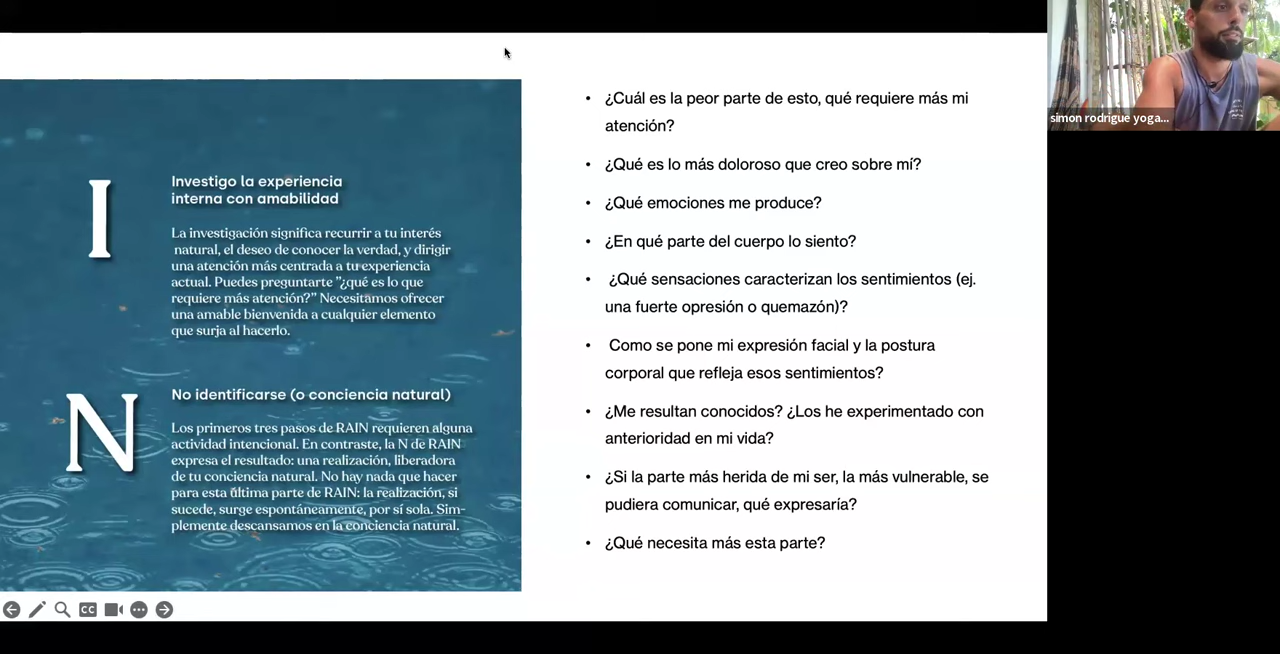 I
Investigo la experiencia
interna con amabilidad
La investigación significa recurrir a tu interés
natural, el deseo de conocer la verdad, y dirigir
una atención más centrada a tu experiencia
actual. Puedes preguntarte "¿qué es lo que
requiere más atención?" Necesitamos ofrecer
una amable bienvenida a cualquier elemento
que surja al hacerlo.
N
No identificarse (o conciencia natural)
Los primeros tres pasos de RAIN requieren alguna
actividad intencional. En contraste, la N de RAIN
expresa el resultado: una realización, liberadora
de tu conciencia natural. No hay nada que hacer
para esta última parte de RAIN: la realización, si
sucede, surge espontáneamente, por sí sola. Sim-
plemente descansamos en la conciencia natural.
• ¿Cuál es la peor parte de esto, qué requiere más mi
atención?
• ¿Qué es lo más doloroso que creo sobre mí?
• ¿Qué emociones me produce?
• ¿En qué parte del cuerpo lo siento?
• ¿Qué sensaciones caracterizan los sentimientos (ej.
una fuerte opresión o quemazón)?
• Como se pone mi expresión facial y la postura
corporal que refleja esos sentimientos?
• ¿Me resultan conocidos? ¿Los he experimentado con
anterioridad en mi vida?
• ¿Si la parte más herida de mi ser, la más vulnerable, se
pudiera comunicar, qué expresaría?
• ¿Qué necesita más esta parte?
CC
simon rodrigue yoga...